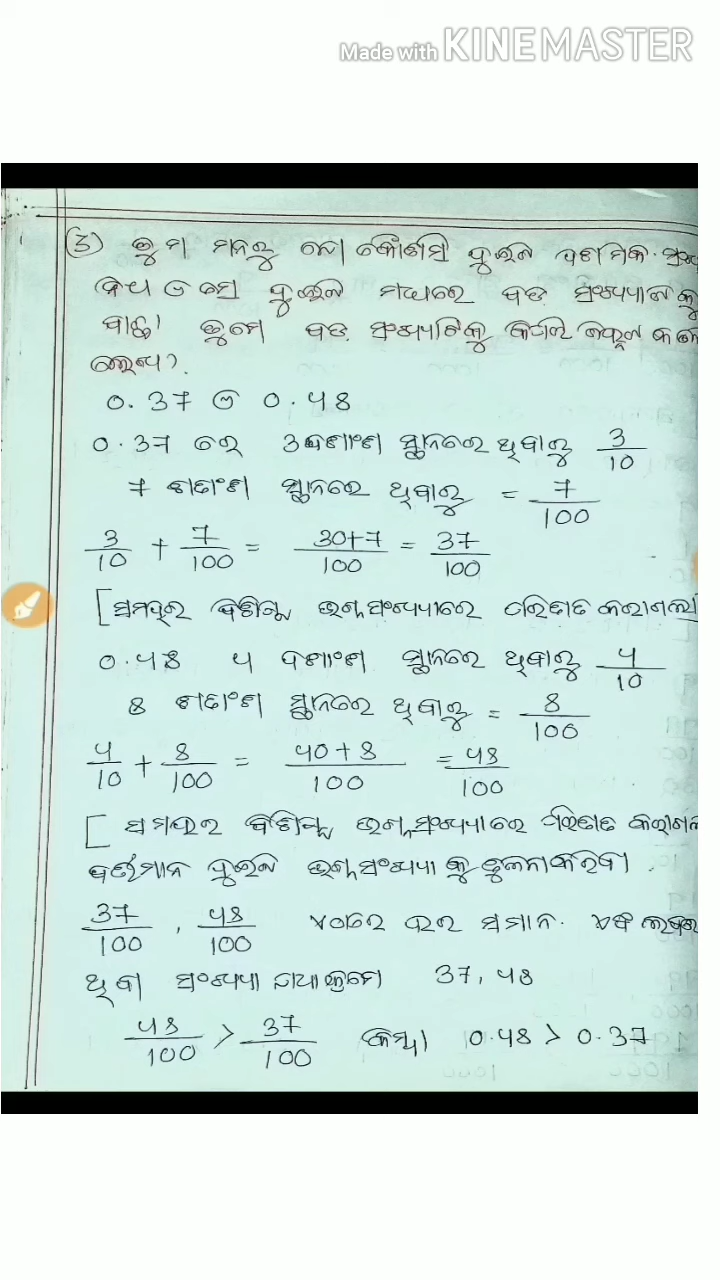 Made with KINEMASTER
(3) ତୁମ ମନରୁ ଯେ କୌଣସି ଦୁଇଟି ଦଶମିକ ସଂଖ୍ୟା
ନିଅ ଓ ସେ ଦୁଇଟି ମଧ୍ୟରେ ବଡ଼ ସଂଖ୍ୟାଟି କୁ
ବାଛ। ତୁମେ ବଡ଼ ସଂଖ୍ୟାଟିକୁ କିପରି ନିରୂପଣ କଲ
ଲେଖ।
0.37 ଓ 0.48
0.37 ରେ 3 ଦଶାଂଶ ସ୍ଥାନରେ ଥିବାରୁ 3/10
7 ଶତାଂଶ ସ୍ଥାନରେ ଥିବାରୁ = 7/100
3/10 + 7/100 = 30+7/100 = 37/100
[ସମହର ବିଶିଷ୍ଟ ଭଗ୍ନସଂଖ୍ୟାରେ ପରିଣତ କରାଗଲା]
0.48 4 ଦଶାଂଶ ସ୍ଥାନରେ ଥିବାରୁ 4/10
8 ଶତାଂଶ ସ୍ଥାନରେ ଥିବାରୁ = 8/100
4/10 + 8/100 = 40+8/100 = 48/100
[ସମହର ବିଶିଷ୍ଟ ଭଗ୍ନସଂଖ୍ୟାରେ ପରିଣତ କରାଗଲ
ବର୍ତ୍ତମାନ ଦୁଇଟି ଭଗ୍ନସଂଖ୍ୟା କୁ ତୁଳନା କରିବା.
37/100, 48/100 ଏଠାରେ ହର ସମାନ. ଏଣୁ ଲବର
ଥିବା ସଂଖ୍ୟା 37, 48
48/100 > 37/100 କିମ୍ବା 0.48 > 0.37